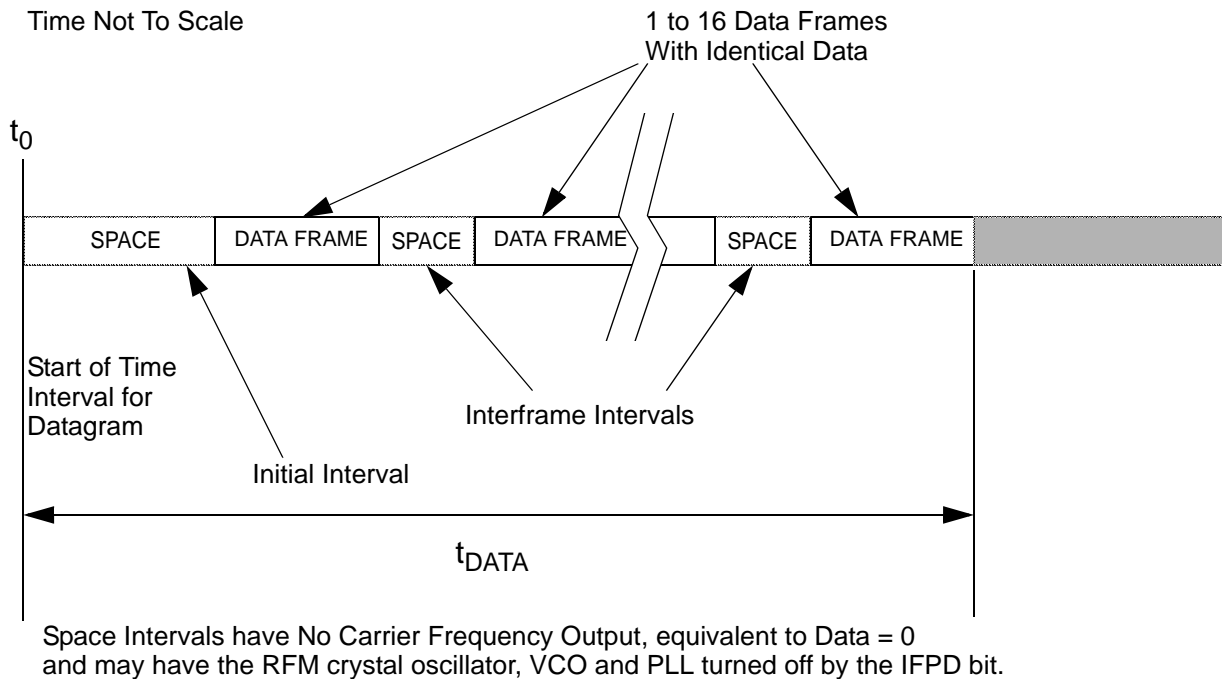 Time Not To Scale
1 to 16 Data Frames
With Identical Data
t0
SPACE
DATA FRAME
SPACE
DATA FRAME
SPACE
DATA FRAME
Start of Time
Interval for
Datagram
Interframe Intervals
Initial Interval
tDATA
Space Intervals have No Carrier Frequency Output, equivalent to Data = 0
and may have the RFM crystal oscillator, VCO and PLL turned off by the IFPD bit.